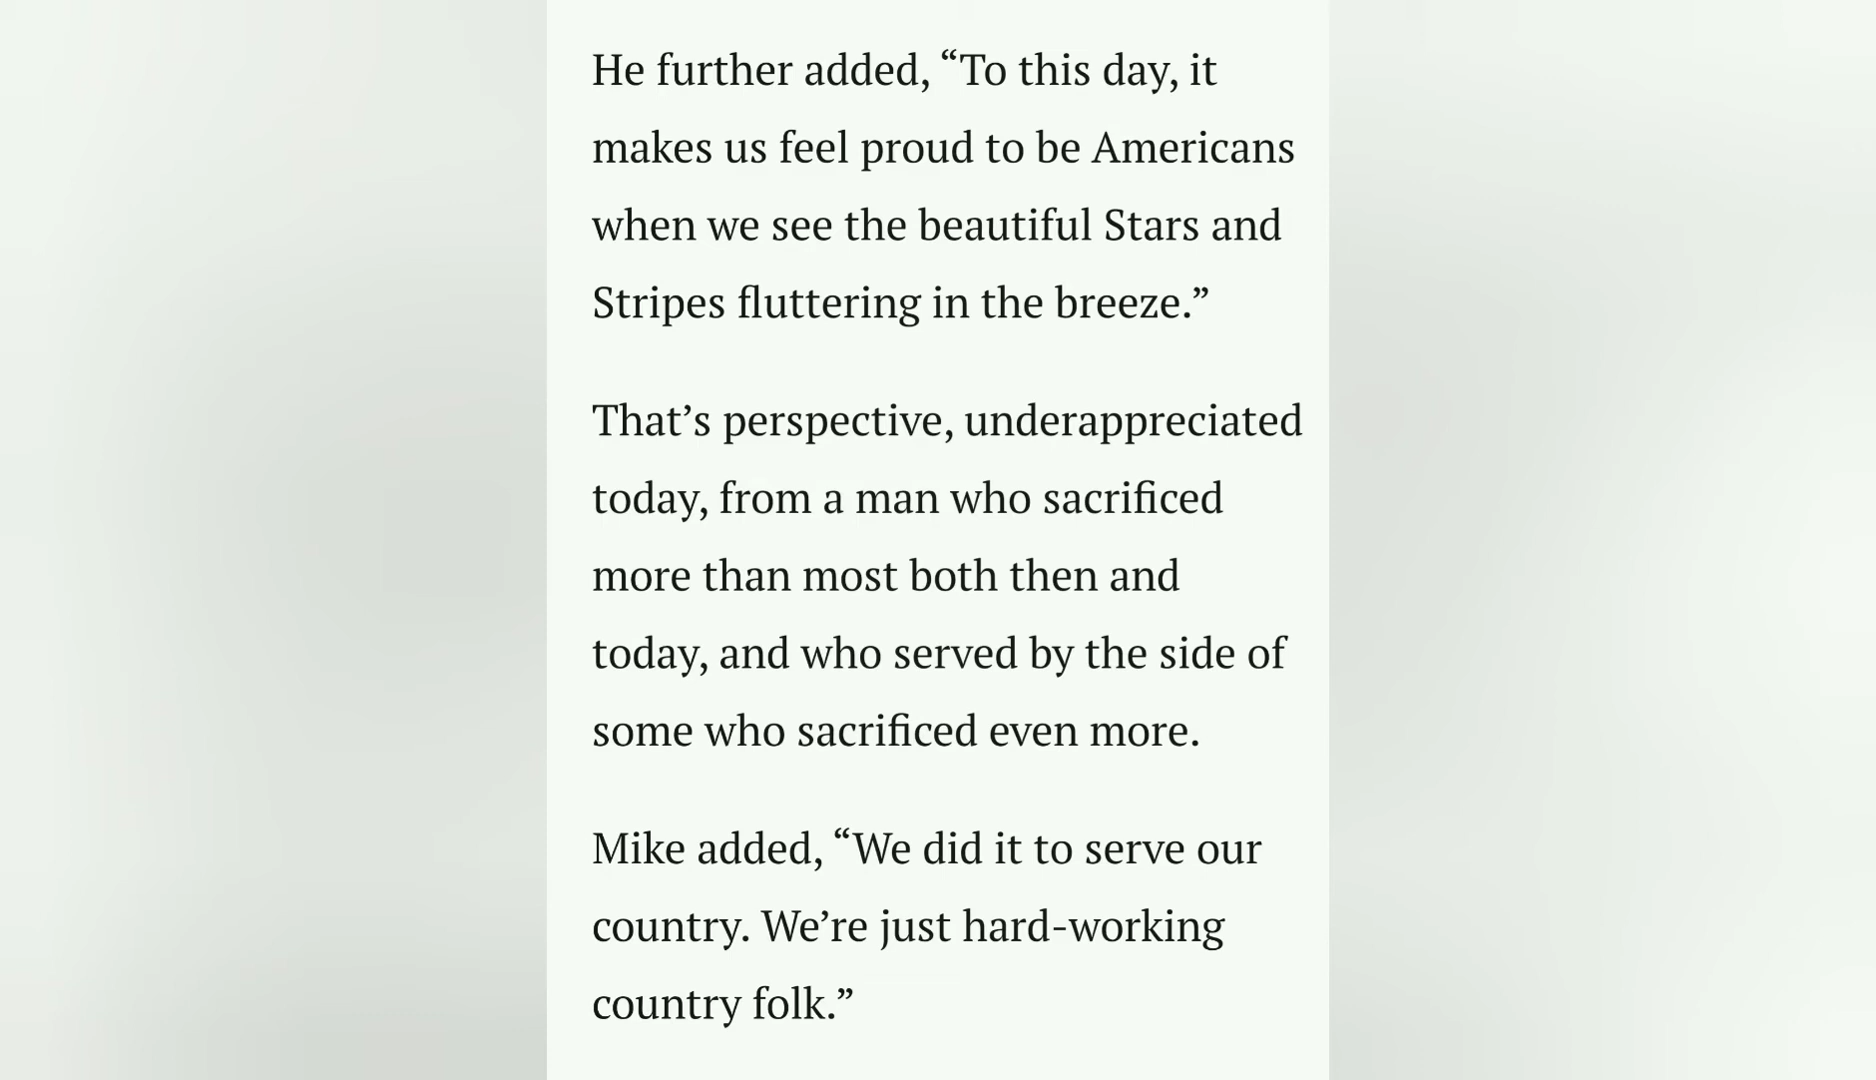 He further added, “To this day, it
makes us feel proud to be Americans
when we see the beautiful Stars and
Stripes fluttering in the breeze.”
That’s perspective, underappreciated
today, from a man who sacrificed
more than most both then and
today, and who served by the side of
some who sacrificed even more.
Mike added, “We did it to serve our
country. We’re just hard-working
country folk.”